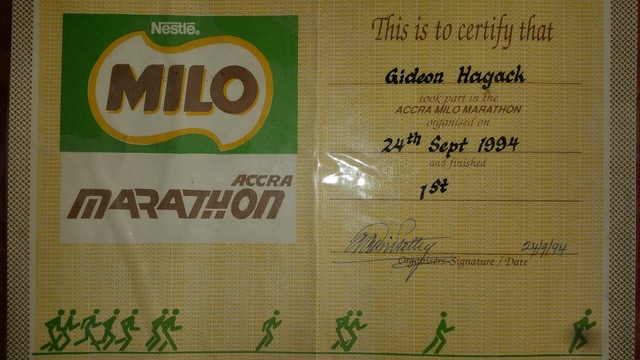 Nestlé®
MILO
ACCRA
MARATHON
This is to certify that
Gideon Hagack
took part in the
ACCRA MILO MARATHON
organised on
24th Sept 1994
and finished
1st
24/9/94
Organisers-Signature / Date